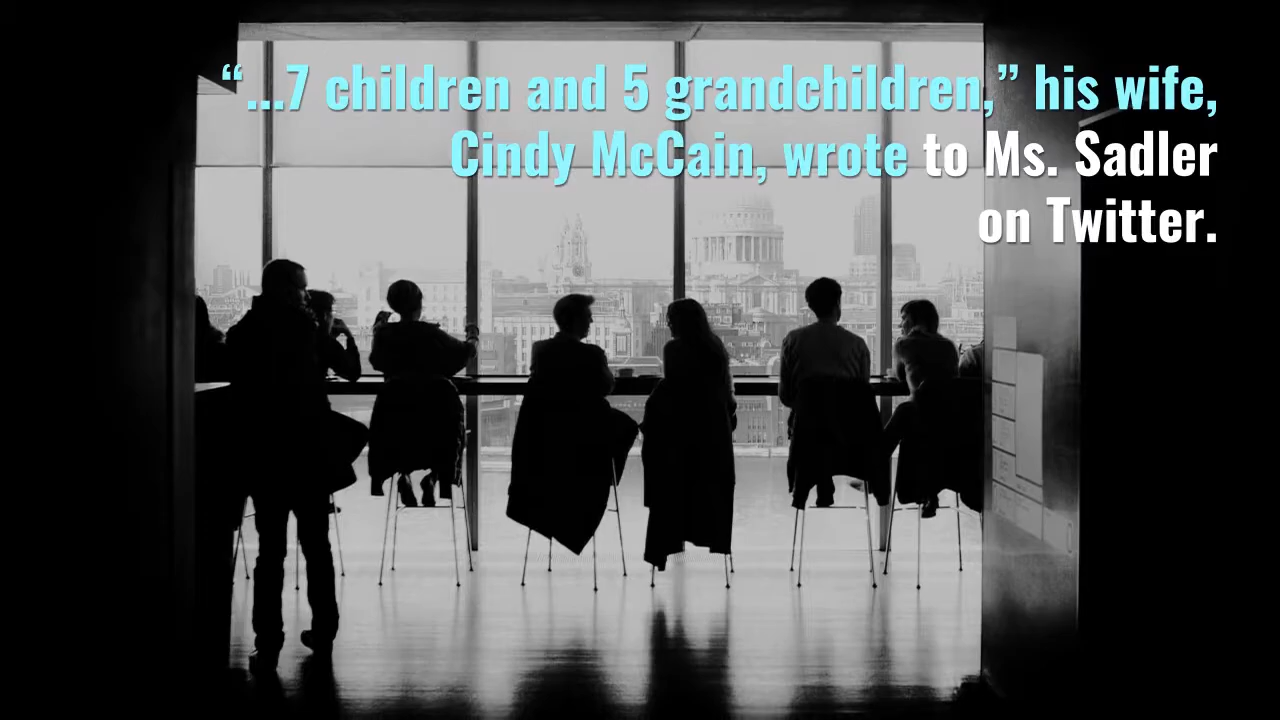 “...7 children and 5 grandchildren,” his wife,
Cindy McCain, wrote to Ms. Sadler
on Twitter.